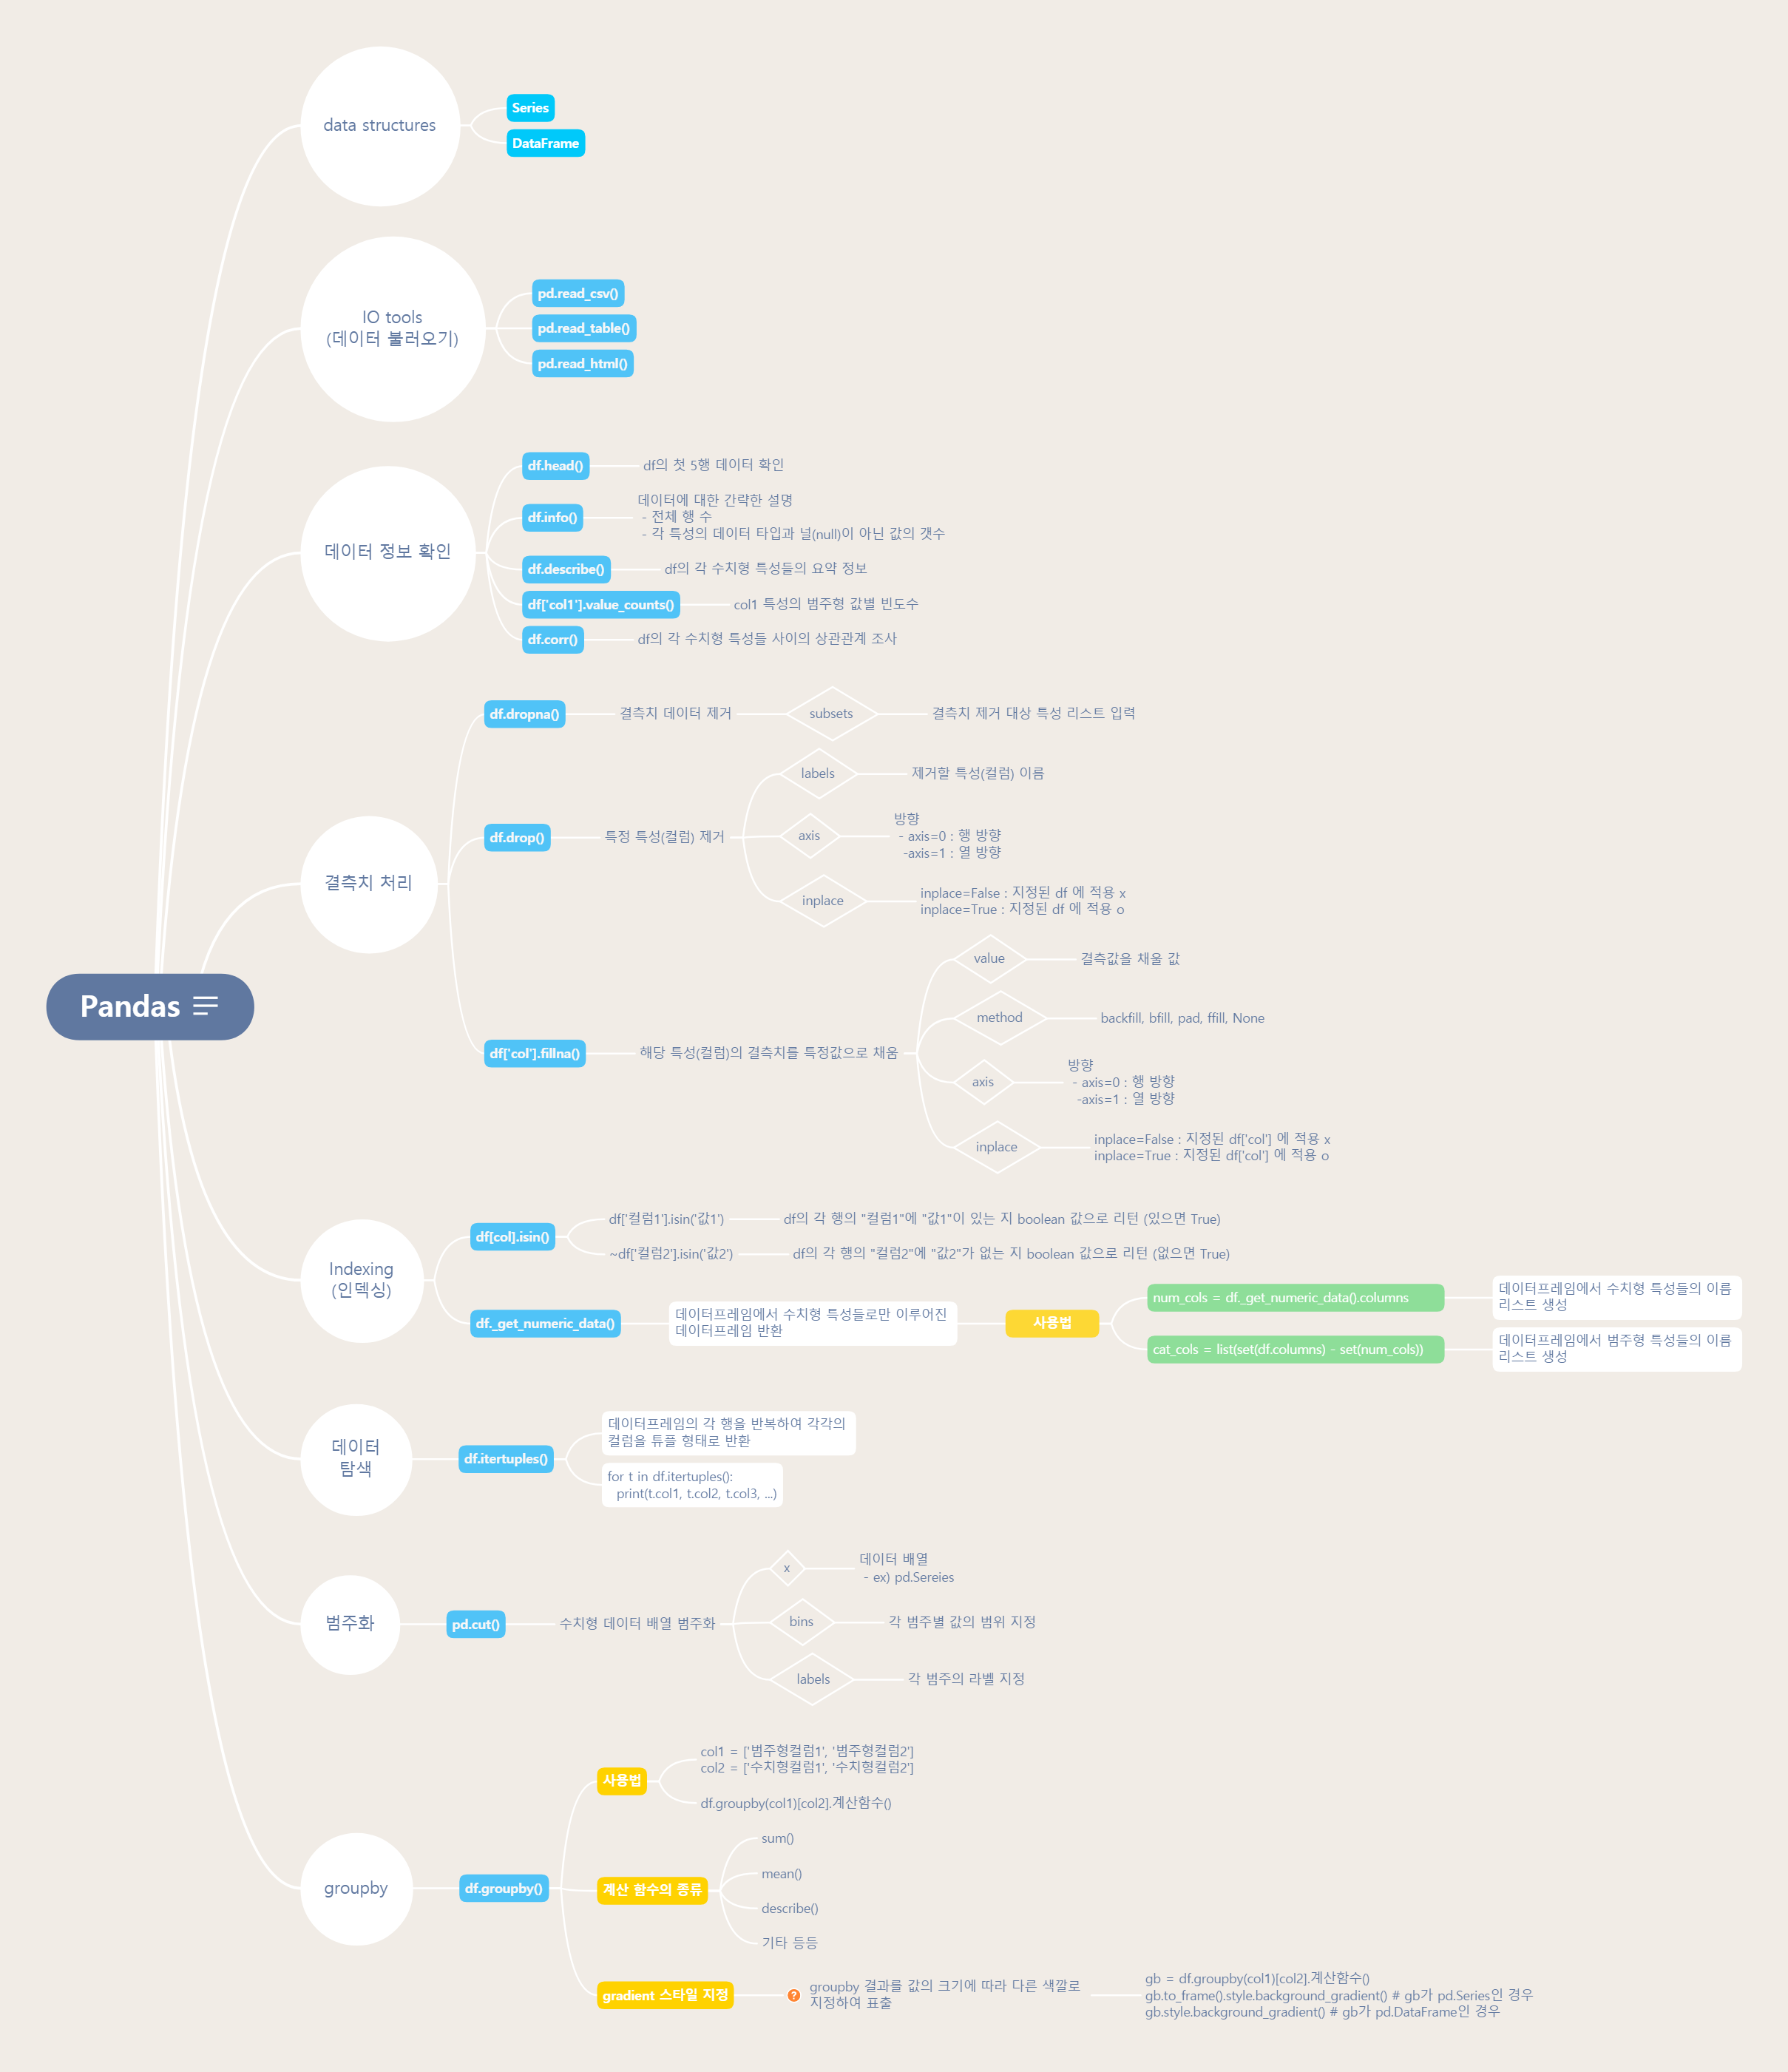 Pandas
data structures
Series
DataFrame
IO tools
(데이터 불러오기)
pd.read_csv()
pd.read_table()
pd.read_html()
데이터 정보 확인
df.head()
df의 첫 5행 데이터 확인
df.info()
데이터에 대한 간략한 설명
- 전체 행 수
- 각 특성의 데이터 타입과 널(null)이 아닌 값의 갯수
df.describe()
df의 각 수치형 특성들의 요약 정보
df['col1'].value_counts()
col1 특성의 범주형 값별 빈도수
df.corr()
df의 각 수치형 특성들 사이의 상관관계 조사
결측치 처리
df.dropna()
결측치 데이터 제거
subsets
결측치 제거 대상 특성 리스트 입력
df.drop()
특정 특성(컬럼) 제거
labels
제거할 특성(컬럼) 이름
axis
방향
- axis=0 : 행 방향
-axis=1 : 열 방향
inplace
inplace=False : 지정된 df 에 적용 x
inplace=True : 지정된 df 에 적용 o
df['col'].fillna()
해당 특성(컬럼)의 결측치를 특정값으로 채움
value
결측값을 채울 값
method
backfill, bfill, pad, ffill, None
axis
방향
- axis=0 : 행 방향
-axis=1 : 열 방향
inplace
inplace=False : 지정된 df['col'] 에 적용 x
inplace=True : 지정된 df['col'] 에 적용 o
Indexing
(인덱싱)
df[col].isin()
df['컬럼1'].isin('값1')
df의 각 행의 "컬럼1"에 "값1"이 있는 지 boolean 값으로 리턴 (있으면 True)
~df['컬럼2'].isin('값2')
df의 각 행의 "컬럼2"에 "값2"가 없는 지 boolean 값으로 리턴 (없으면 True)
df._get_numeric_data()
데이터프레임에서 수치형 특성들로만 이루어진
데이터프레임 반환
사용법
num_cols = df._get_numeric_data().columns
데이터프레임에서 수치형 특성들의 이름
리스트 생성
cat_cols = list(set(df.columns) - set(num_cols))
데이터프레임에서 범주형 특성들의 이름
리스트 생성
데이터
탐색
df.itertuples()
데이터프레임의 각 행을 반복하여 각각의
컬럼을 튜플 형태로 반환
for t in df.itertuples():
print(t.col1, t.col2, t.col3, ...)
범주화
pd.cut()
수치형 데이터 배열 범주화
x
데이터 배열
- ex) pd.Sereies
bins
각 범주별 값의 범위 지정
labels
각 범주의 라벨 지정
groupby
df.groupby()
사용법
col1 = ['범주형컬럼1', '범주형컬럼2']
col2 = ['수치형컬럼1', '수치형컬럼2']
df.groupby(col1)[col2].계산함수()
계산 함수의 종류
sum()
mean()
describe()
기타 등등
gradient 스타일 지정
?
groupby 결과를 값의 크기에 따라 다른 색깔로
지정하여 표출
gb = df.groupby(col1)[col2].계산함수()
gb.to_frame().style.background_gradient() # gb가 pd.Series인 경우
gb.style.background_gradient() # gb가 pd.DataFrame인 경우